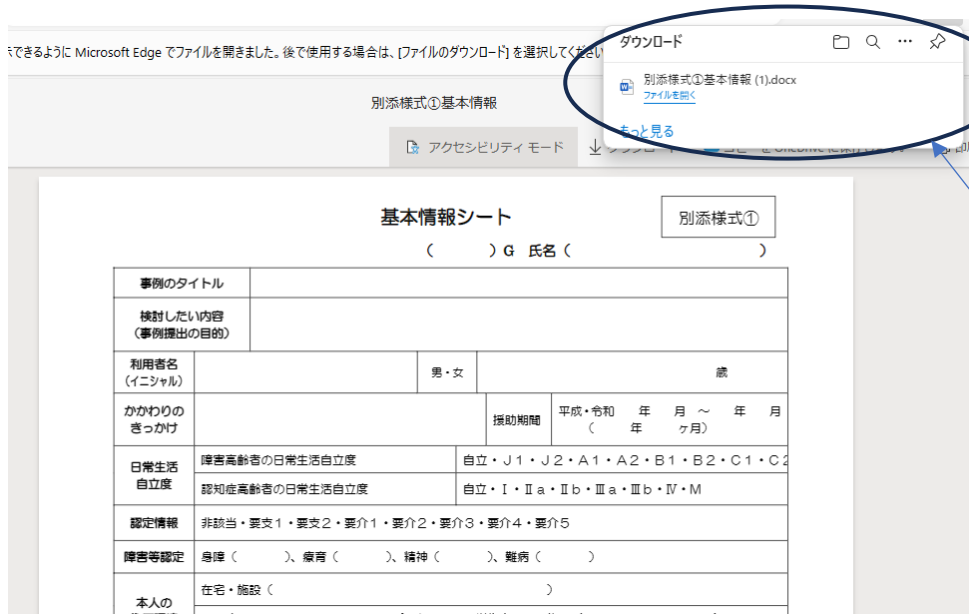 示できるように Microsoft Edge でファイルを開きました。後で使用する場合は、[ファイルのダウンロード] を選択してください
ダウンロード
別添様式①基本情報 (1).docx
ファイルを開く
もっと見る
別添様式①基本情報
アクセシビリティ モード
基本情報シート
別添様式①
( )G 氏名( )
事例のタイトル
検討したい内容
(事例提出の目的)
利用者名
(イニシャル)
男・女
歳
かかわりの
きっかけ
援助期間
平成・令和 年 月 ~ 年 月
( 年 ヶ月)
日常生活
自立度
障害高齢者の日常生活自立度
自立・J1・J2・A1・A2・B1・B2・C1・C2
認知症高齢者の日常生活自立度
自立・Ⅰ・Ⅱa・Ⅱb・Ⅲa・Ⅲb・Ⅳ・M
認定情報
非該当・要支1・要支2・要介1・要介2・要介3・要介4・要介5
障害等認定
身障( )、療育( )、精神( )、難病( )
本人の
在宅・施設( )